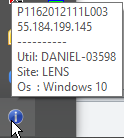 P1162012111L003
55.184.199.145
----------
Util: DANIEL-03598
Site: LENS
Os : Windows 10